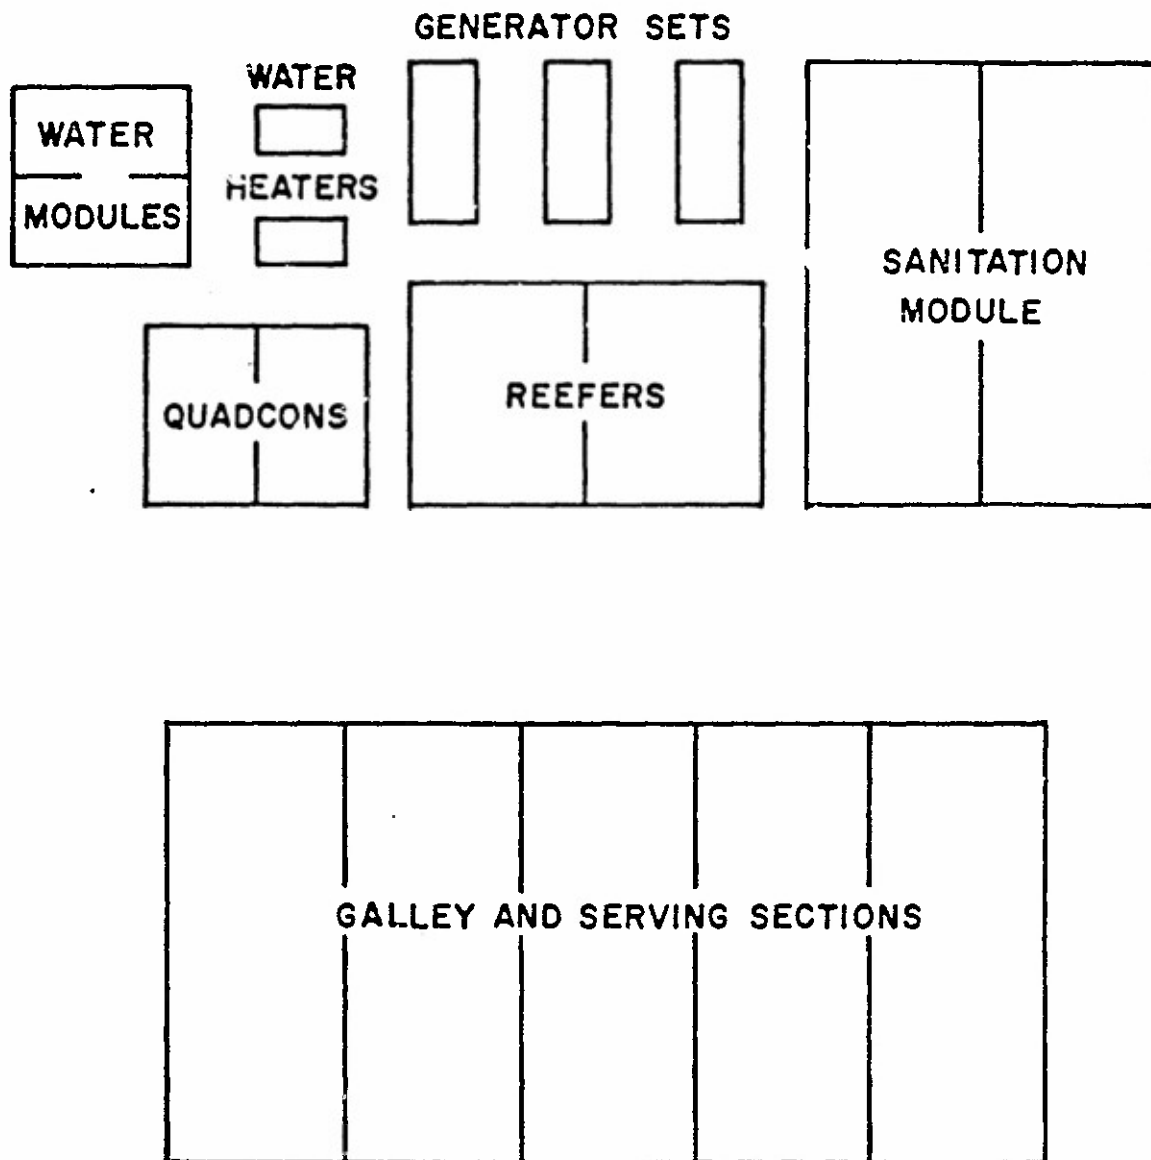 GENERATOR SETS
WATER
HEATERS
WATER
MODULES
SANITATION
MODULE
QUADCONS
REEFERS
GALLEY AND SERVING SECTIONS